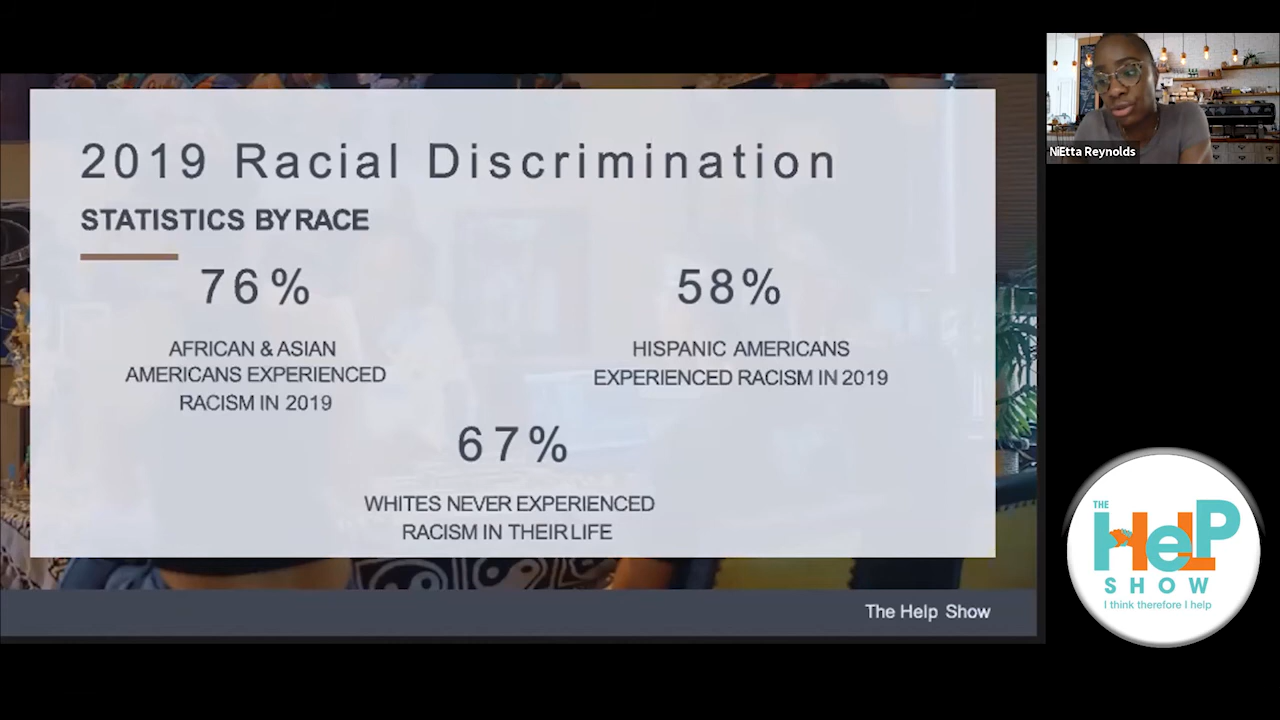 2019 Racial Discrimination
STATISTICS BY RACE
76%
AFRICAN & ASIAN
AMERICANS EXPERIENCED
RACISM IN 2019
58%
HISPANIC AMERICANS
EXPERIENCED RACISM IN 2019
67%
WHITES NEVER EXPERIENCED
RACISM IN THEIR LIFE
The Help Show
NiEtta Reynolds
THE
HeLP
SHOW
I think therefore I help